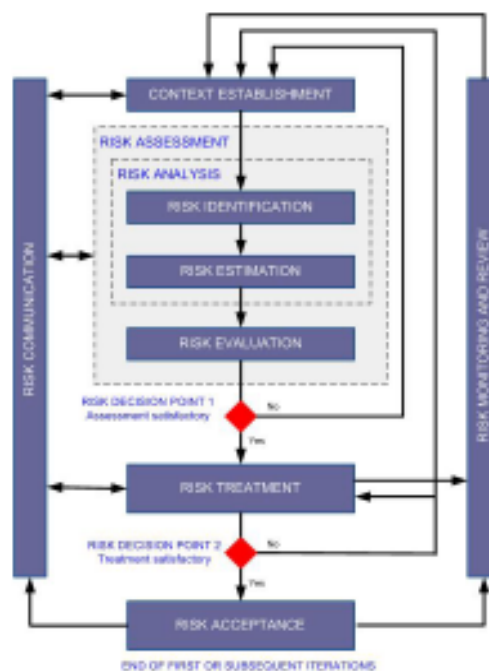 CONTEXT ESTABLISHMENT
RISK ASSESSMENT
RISK ANALYSIS
RISK IDENTIFICATION
RISK ESTIMATION
RISK EVALUATION
RISK DECISION POINT 1
Assessment satisfactory
No
Yes
RISK TREATMENT
RISK DECISION POINT 2
Treatment satisfactory
No
Yes
RISK ACCEPTANCE
END OF FIRST OR SUBSEQUENT ITERATIONS
RISK COMMUNICATION
RISK MONITORING AND REVIEW